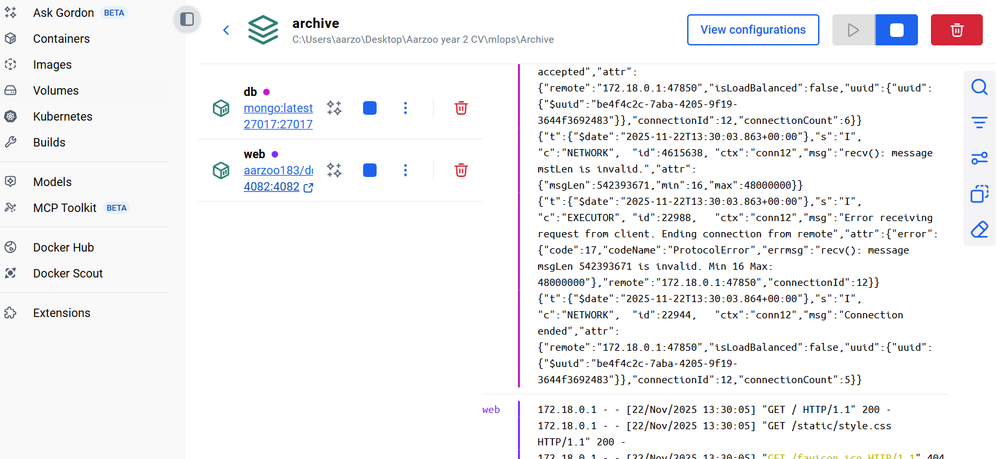 Ask Gordon BETA
Containers
Images
Volumes
Kubernetes
Builds
Models
MCP Toolkit BETA
Docker Hub
Docker Scout
Extensions
archive
C:\Users\aarzo\Desktop\Aarzoo year 2 CV\mlops\Archive
View configurations
db
mongo:latest
27017:27017
web
aarzoo183/do
4082:4082
accepted","attr":
{"remote":"172.18.0.1:47850","isLoadBalanced":false,"uuid":{"uuid":
{"$uuid":"be4f4c2c-7aba-4205-9f19-
3644f3692483"}},"connectionId":12,"connectionCount":6}}
{"t":{"$date":"2025-11-22T13:30:03.863+00:00"},"s":"I",
"c":"NETWORK",  "id":4615638, "ctx":"conn12","msg":"recv(): message
mstLen is invalid.","attr":
{"msgLen":542393671,"min":16,"max":48000000}}
{"t":{"$date":"2025-11-22T13:30:03.863+00:00"},"s":"I",
"c":"EXECUTOR", "id":22988,   "ctx":"conn12","msg":"Error receiving
request from client. Ending connection from remote","attr":{"error":
{"code":17,"codeName":"ProtocolError","errmsg":"recv(): message
msgLen 542393671 is invalid. Min 16 Max:
48000000"},"remote":"172.18.0.1:47850","connectionId":12}}
{"t":{"$date":"2025-11-22T13:30:03.864+00:00"},"s":"I",
"c":"NETWORK",  "id":22944,   "ctx":"conn12","msg":"Connection
ended","attr":
{"remote":"172.18.0.1:47850","isLoadBalanced":false,"uuid":{"uuid":
{"$uuid":"be4f4c2c-7aba-4205-9f19-
3644f3692483"}},"connectionId":12,"connectionCount":5}}
web
172.18.0.1 - - [22/Nov/2025 13:30:05] "GET / HTTP/1.1" 200 -
172.18.0.1 - - [22/Nov/2025 13:30:05] "GET /static/style.css
HTTP/1.1" 200 -
172.18.0.1 - - [22/Nov/2025 13:30:05] "GET /favicon.ico HTTP/1.1" 404